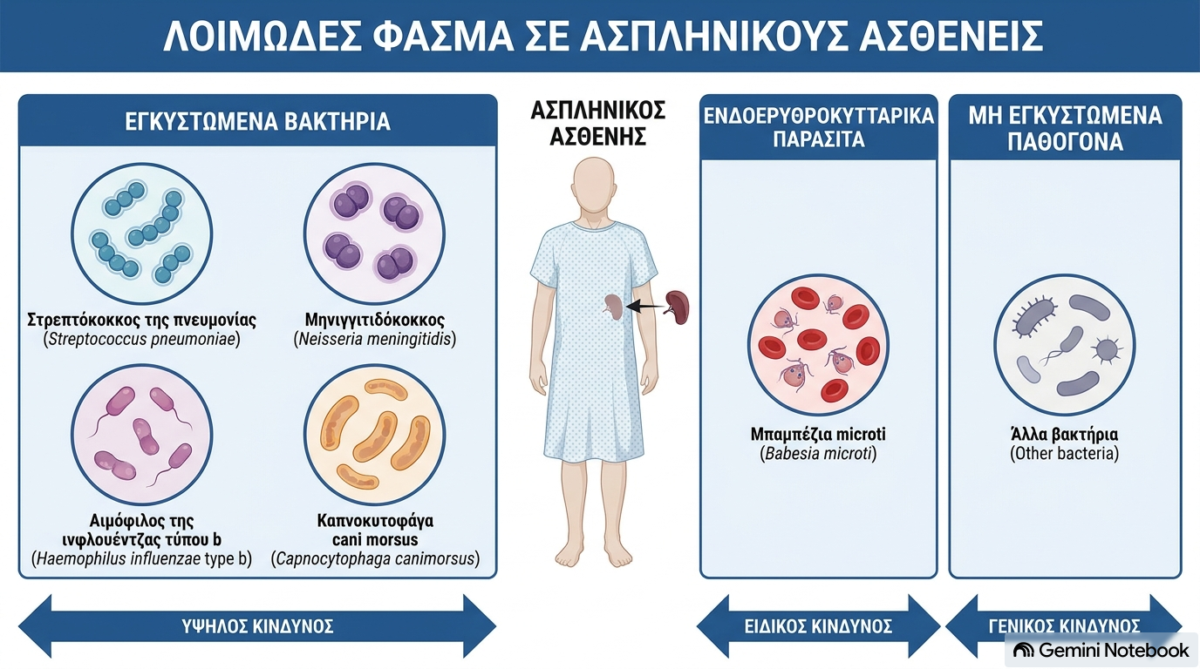 ΛΟΙΜΩΔΕΣ ΦΑΣΜΑ ΣΕ ΑΣΠΛΗΝΙΚΟΥΣ ΑΣΘΕΝΕΙΣ
ΕΓΚΥΣΤΩΜΕΝΑ ΒΑΚΤΗΡΙΑ
Στρεπτόκοκκος της πνευμονίας
(Streptococcus pneumoniae)
Μηνιγγιτιδόκοκκος
(Neisseria meningitidis)
Αιμόφιλος της
ινφλουέντζας τύπου b
(Haemophilus influenzae type b)
Καπνοκυτοφάγα
cani morsus
(Capnocytophaga canimorsus)
ΥΨΗΛΟΣ ΚΙΝΔΥΝΟΣ
ΑΣΠΛΗΝΙΚΟΣ
ΑΣΘΕΝΗΣ
ΕΝΔΟΕΡΥΘΡΟΚΥΤΤΑΡΙΚΑ
ΠΑΡΑΣΙΤΑ
Μπαμπέζια microti
(Babesia microti)
ΕΙΔΙΚΟΣ ΚΙΝΔΥΝΟΣ
ΜΗ ΕΓΚΥΣΤΩΜΕΝΑ
ΠΑΘΟΓΟΝΑ
Άλλα βακτήρια
(Other bacteria)
ΓΕΝΙΚΟΣ ΚΙΝΔΥΝΟΣ
Gemini Notebook